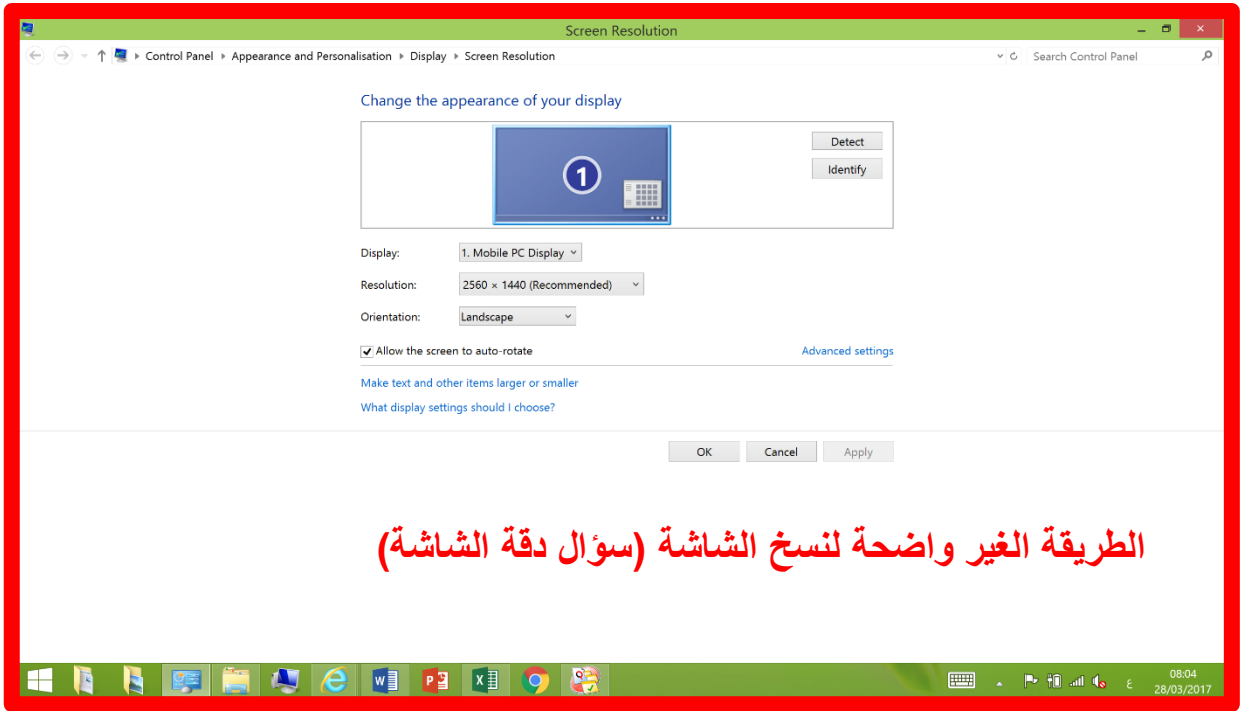 Screen Resolution
Control Panel Appearance and Personalisation Display Screen Resolution
Search Control Panel
Change the appearance of your display
1
Detect
Identify
Display: 1. Mobile PC Display
Resolution: 2560 × 1440 (Recommended)
Orientation: Landscape
Allow the screen to auto-rotate
Advanced settings
Make text and other items larger or smaller
What display settings should I choose?
OK Cancel Apply
الطريقة الغير واضحة لنسخ الشاشة (سؤال دقة الشاشة)
ع
08:04
28/03/2017